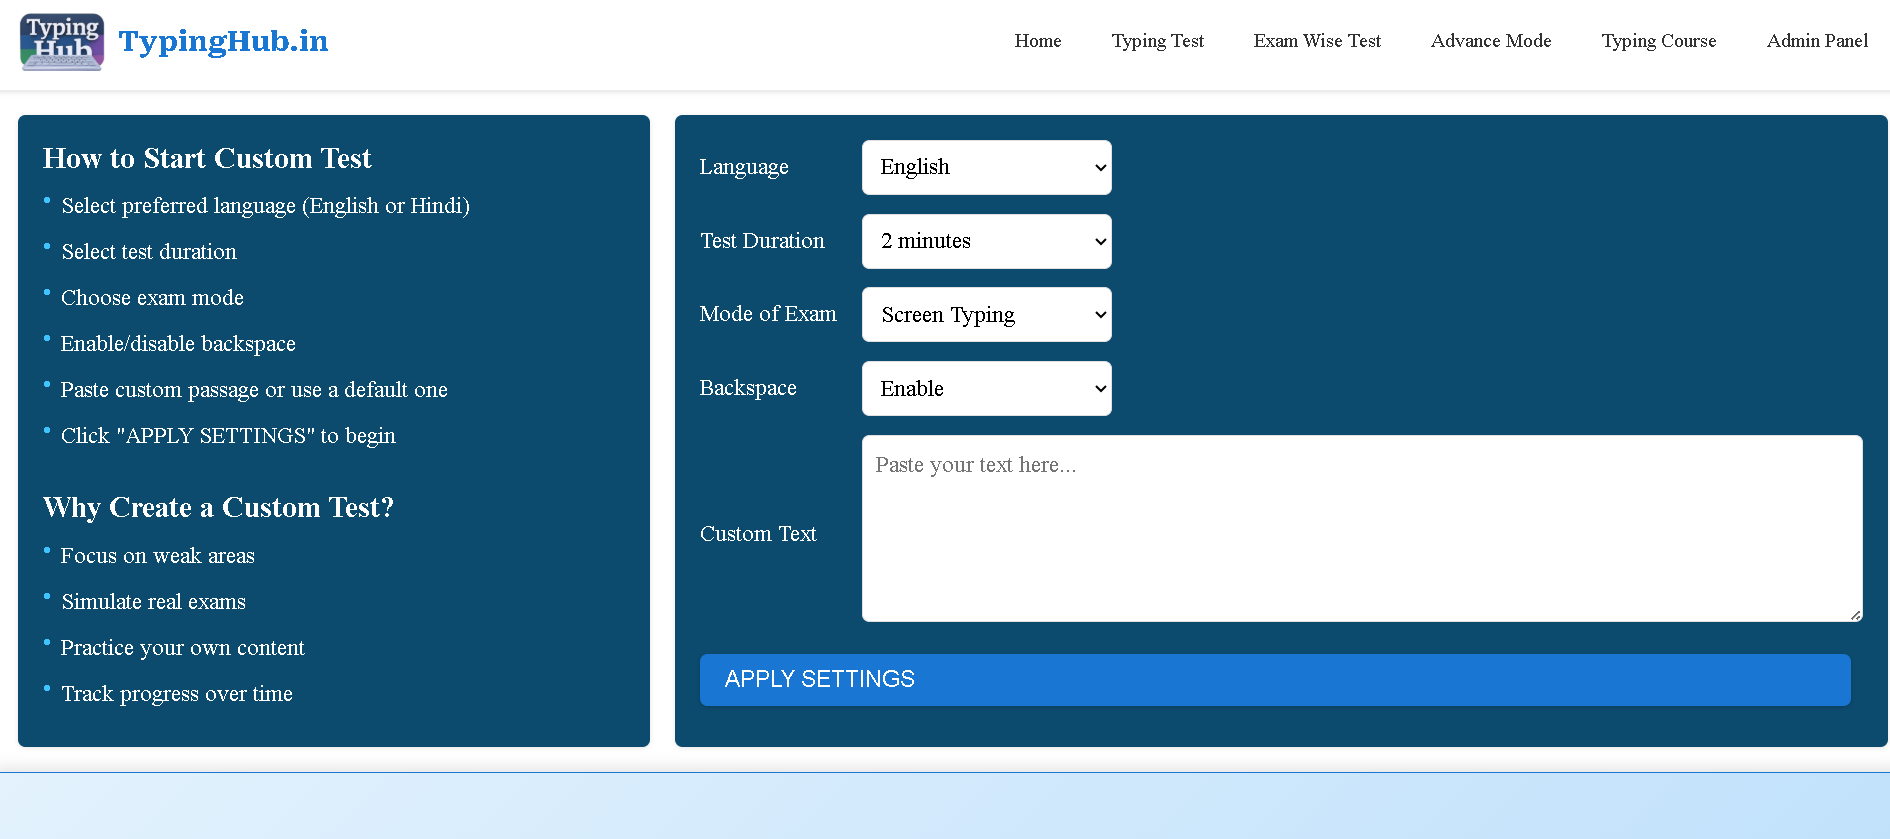 Typing
Hub
TypingHub.in
Home
Typing Test
Exam Wise Test
Advance Mode
Typing Course
Admin Panel
How to Start Custom Test
• Select preferred language (English or Hindi)
• Select test duration
• Choose exam mode
• Enable/disable backspace
• Paste custom passage or use a default one
• Click "APPLY SETTINGS" to begin
Why Create a Custom Test?
• Focus on weak areas
• Simulate real exams
• Practice your own content
• Track progress over time
Language
English
Test Duration
2 minutes
Mode of Exam
Screen Typing
Backspace
Enable
Custom Text
Paste your text here...
APPLY SETTINGS